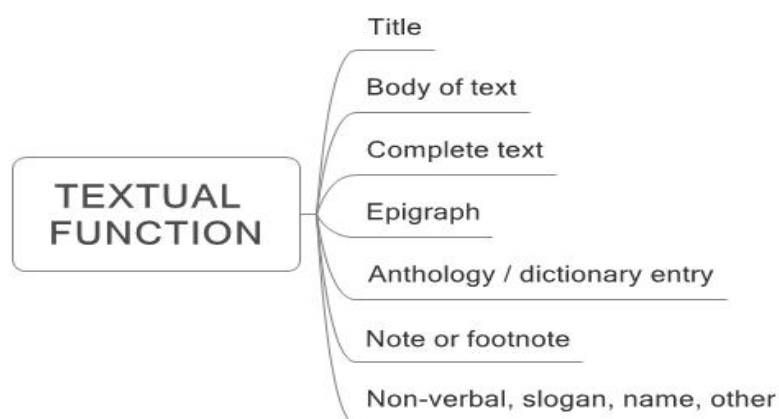 TEXTUAL
FUNCTION
Title
Body of text
Complete text
Epigraph
Anthology / dictionary entry
Note or footnote
Non-verbal, slogan, name, other